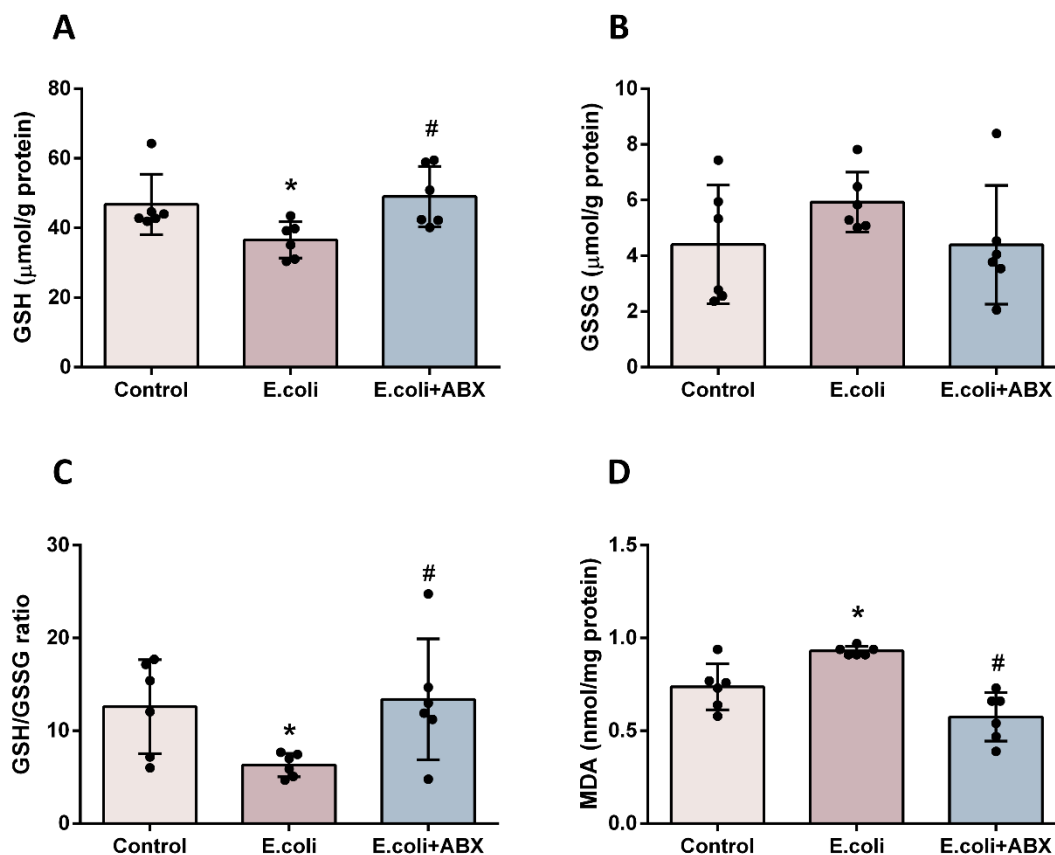 A
GSH (μmol/g protein)
80
60
40
20
0
*
#
Control E.coli E.coli+ABX
B
GSSG (μmol/g protein)
10
8
6
4
2
0
Control E.coli E.coli+ABX
C
GSH/GSSG ratio
30
20
10
0
*
#
Control E.coli E.coli+ABX
D
MDA (nmol/mg protein)
1.5
1.0
0.5
0.0
*
#
Control E.coli E.coli+ABX